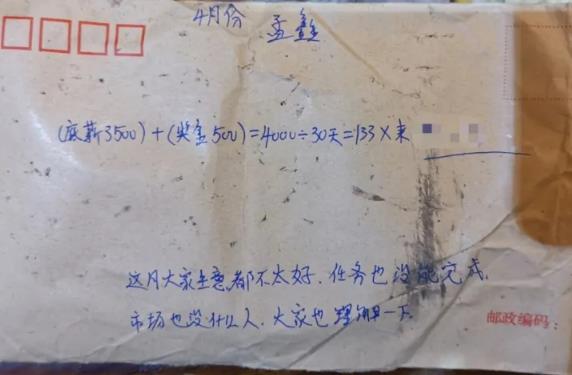 4月份 孟鑫
(底薪3500)+(奖金500)=4000÷30天=133×来
这月大家生意都不太好.任务也没能完成.
市场也没什么人.大家也理解一下.
邮政编码: